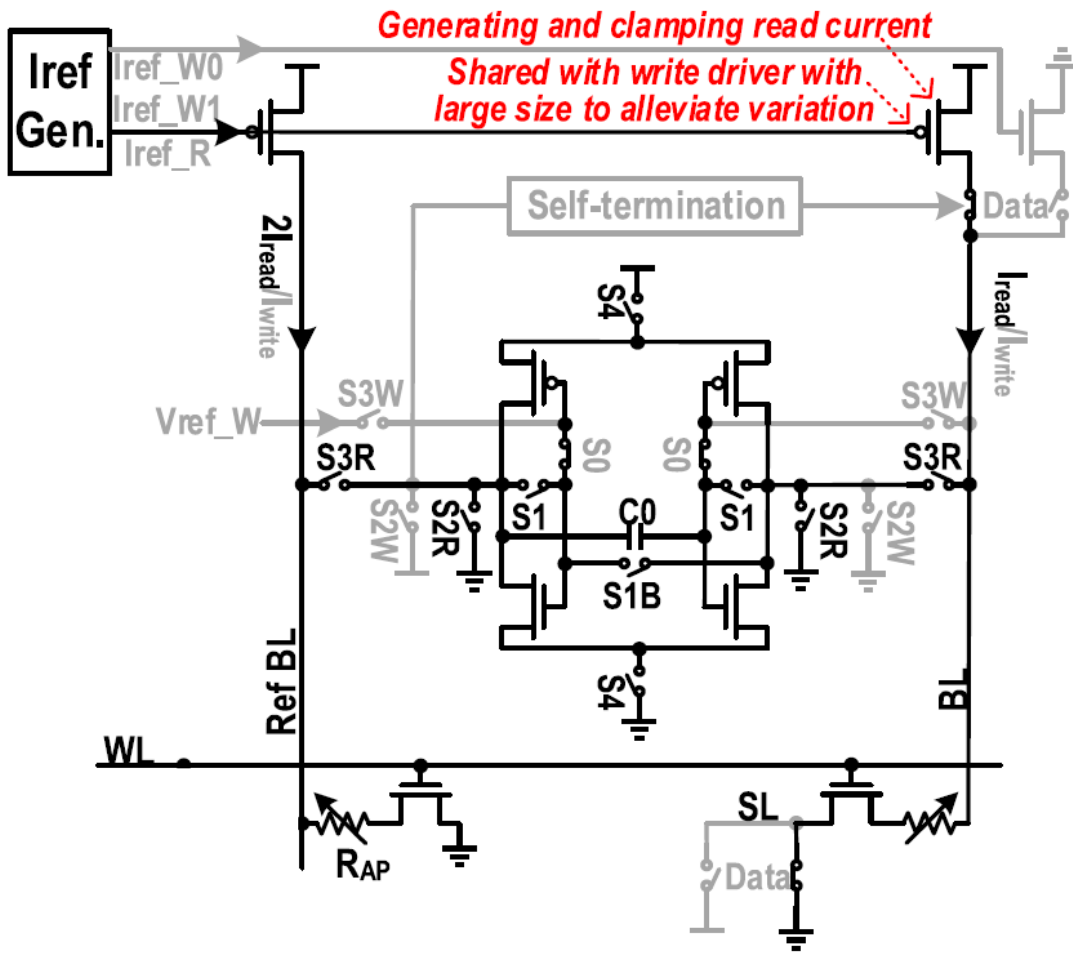 Generating and clamping read current
Iref Gen.
Iref_W0
Iref_W1
Iref_R
Shared with write driver with
large size to alleviate variation
Self-termination
Data
2Iread/Iwrite
Iread/Iwrite
S4
Vref_W
S3W
S3W
S0
S0
S3R
S3R
S2W
S2R
S1
C0
S1
S2R
S2W
S1B
S4
Ref BL
BL
WL
SL
RAP
Data